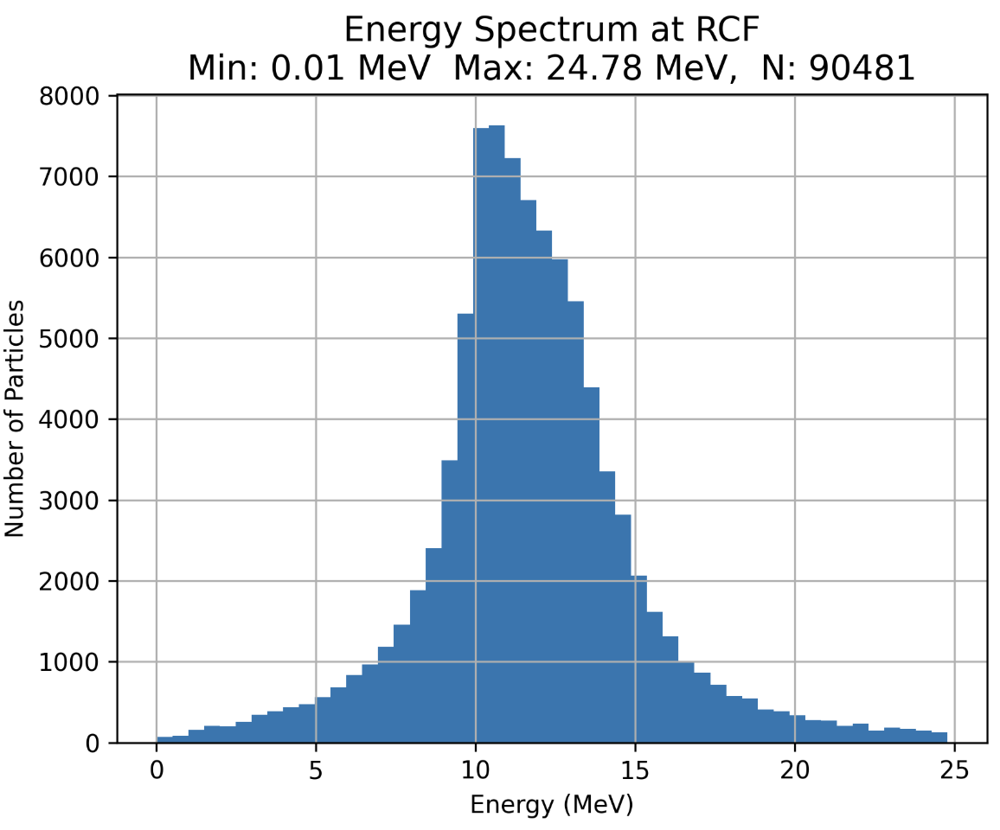 Energy Spectrum at RCF
Min: 0.01 MeV  Max: 24.78 MeV,  N: 90481
8000
7000
6000
5000
4000
3000
2000
1000
0
Number of Particles
0 5 10 15 20 25
Energy (MeV)